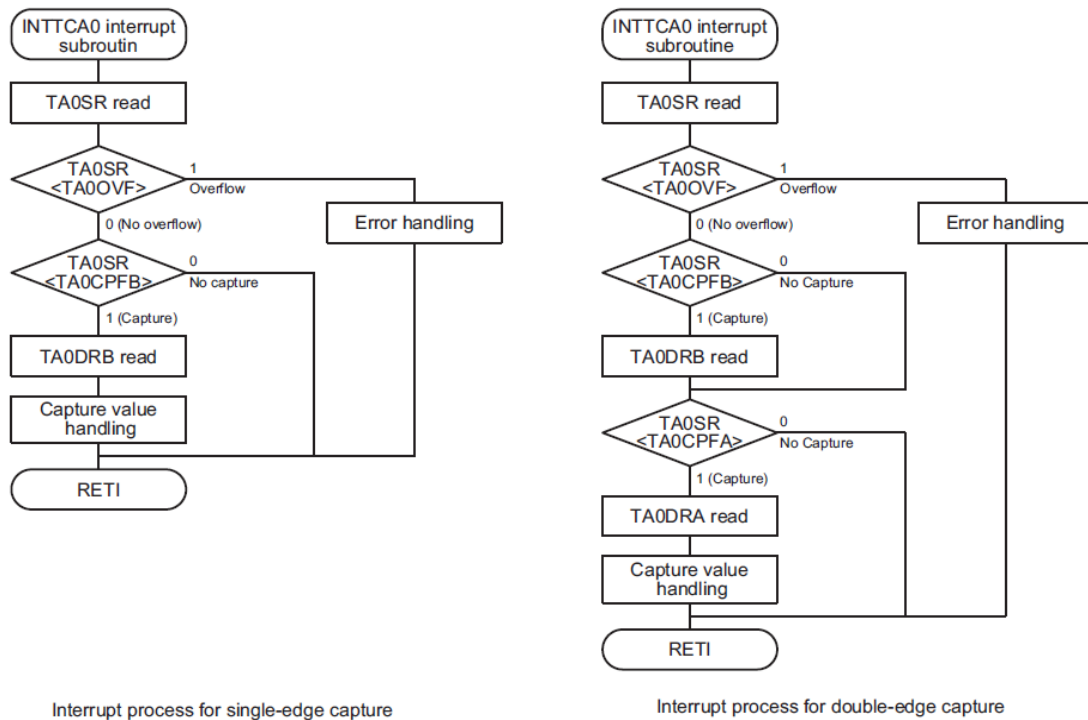 INTTCA0 interrupt
subroutin
TA0SR read
TA0SR
<TA0OVF>
1
Overflow
0 (No overflow)
Error handling
TA0SR
<TA0CPFB>
0
No capture
1 (Capture)
TA0DRB read
Capture value
handling
RETI
Interrupt process for single-edge capture
INTTCA0 interrupt
subroutine
TA0SR read
TA0SR
<TA0OVF>
1
Overflow
0 (No overflow)
Error handling
TA0SR
<TA0CPFB>
0
No Capture
1 (Capture)
TA0DRB read
TA0SR
<TA0CPFA>
0
No Capture
1 (Capture)
TA0DRA read
Capture value
handling
RETI
Interrupt process for double-edge capture